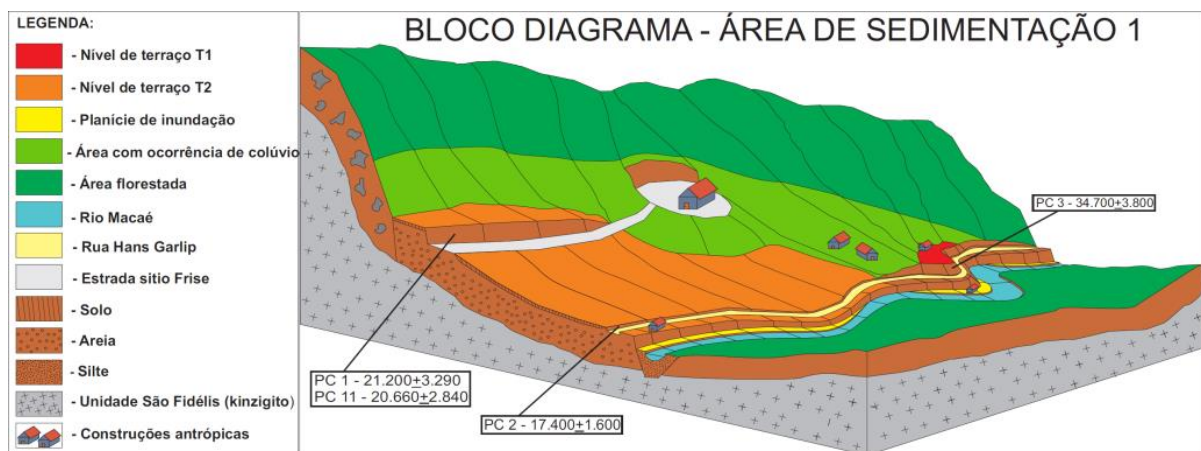 LEGENDA:
- Nível de terraço T1
- Nível de terraço T2
- Planície de inundação
- Área com ocorrência de colúvio
- Área florestada
- Rio Macaé
- Rua Hans Garlip
- Estrada sitio Frise
- Solo
- Areia
- Silte
- Unidade São Fidélis (kinzigito)
- Construções antrópicas
BLOCO DIAGRAMA - ÁREA DE SEDIMENTAÇÃO 1
PC 3 - 34.700±3.800
PC 1 - 21.200±3.290
PC 11 - 20.660±2.840
PC 2 - 17.400±1.600